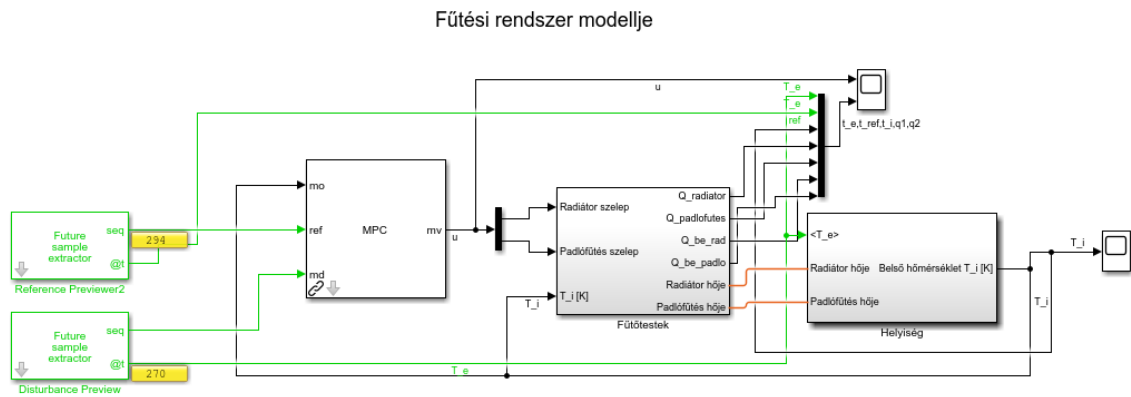 Fűtési rendszer modellje
u
T_e
T_e
ref
t_e,t_ref,t_i,q1,q2
Future
sample
extractor
seq
@t
294
Reference Previewer2
Future
sample
extractor
seq
@t
270
Disturbance Preview
mo
ref
md
MPC
mv
u
Radiátor szelep
Padlófűtés szelep
T_i [K]
Q_radiator
Q_padlofutes
Q_be_rad
Q_be_padlo
Radiátor hője
Padlófűtés hője
Fűtőtestek
<T_e>
Radiátor hője
Padlófűtés hője
Belső hőmérséklet T_i [K]
Helyiség
T_i
T_i
T_i
T_e